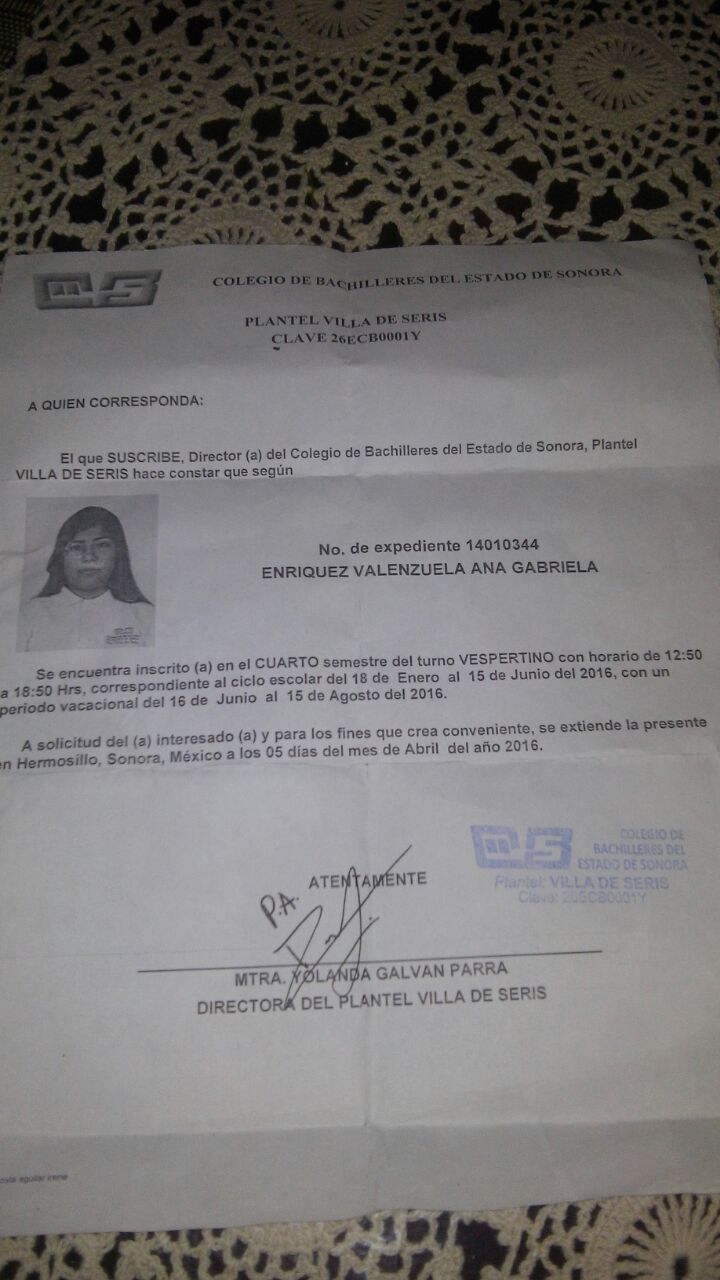 COLEGIO DE BACHILLERES DEL ESTADO DE SONORA
PLANTEL VILLA DE SERIS
CLAVE 26ECB0001Y
A QUIEN CORRESPONDA:
El que SUSCRIBE, Director (a) del Colegio de Bachilleres del Estado de Sonora, Plantel
VILLA DE SERIS hace constar que según
No. de expediente 14010344
ENRIQUEZ VALENZUELA ANA GABRIELA
Se encuentra inscrito (a) en el CUARTO semestre del turno VESPERTINO con horario de 12:50
a 18:50 Hrs, correspondiente al ciclo escolar del 18 de Enero al 15 de Junio del 2016, con un
periodo vacacional del 16 de Junio al 15 de Agosto del 2016.
A solicitud del (a) interesado (a) y para los fines que crea conveniente, se extiende la presente
en Hermosillo, Sonora, México a los 05 días del mes de Abril del año 2016.
COLEGIO DE
BACHILLERES DEL
ESTADO DE SONORA
Plantel: VILLA DE SERIS
Clave: 26ECB0001Y
ATENTAMENTE
P.A.
MTRA. YOLANDA GALVAN PARRA
DIRECTORA DEL PLANTEL VILLA DE SERIS
aguilar irene